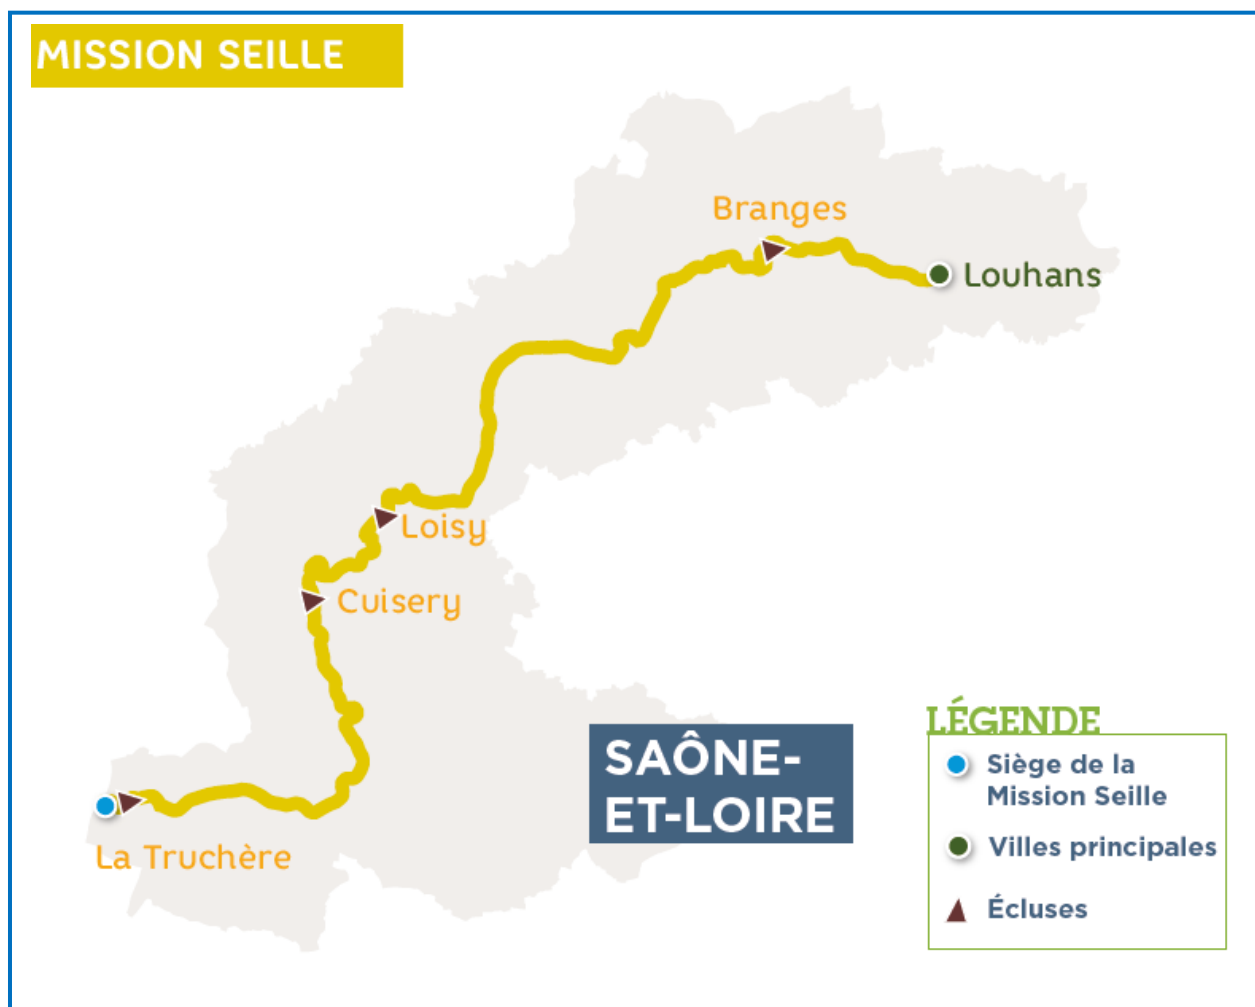 MISSION SEILLE
Branges
Louhans
Loisy
Cuisery
La Truchère
SAÔNE-
ET-LOIRE
LÉGENDE
Siège de la
Mission Seille
Villes principales
Écluses